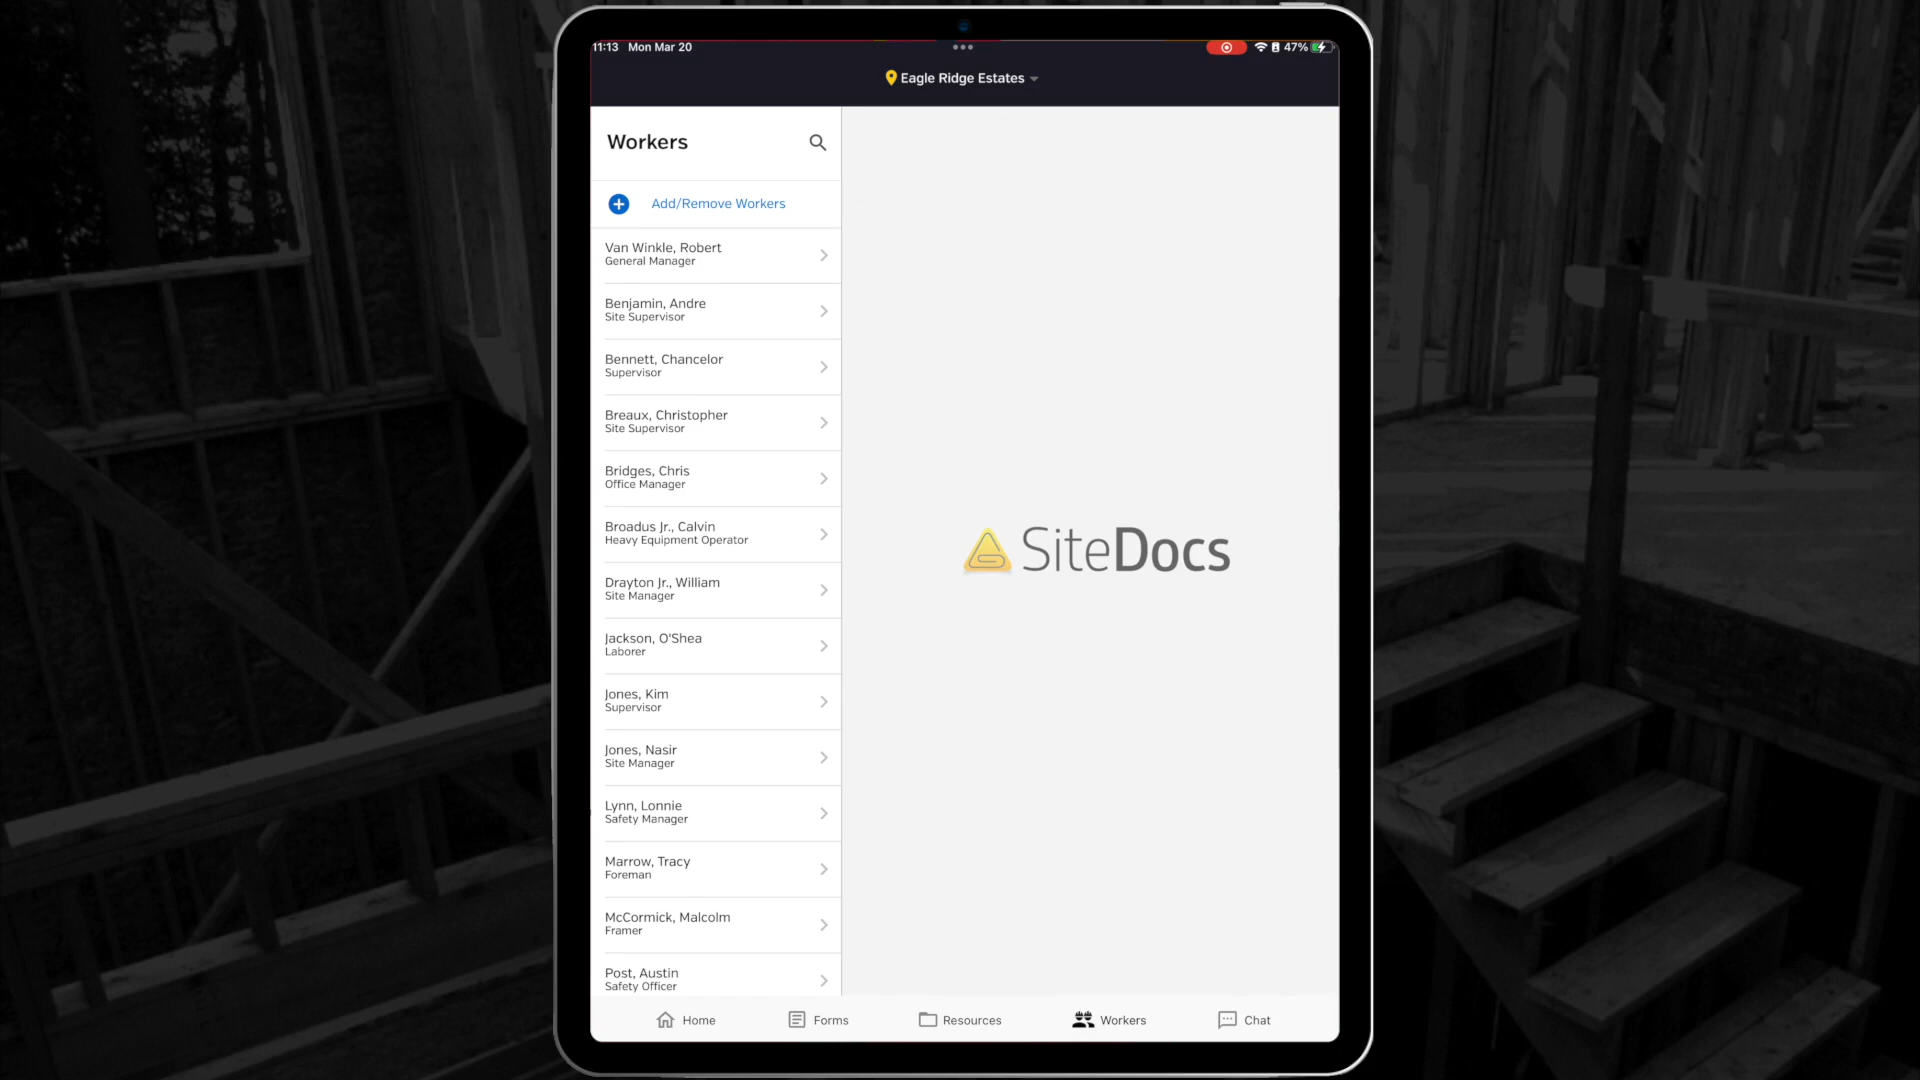 11:13 Mon Mar 20
47%
Eagle Ridge Estates
Workers
Add/Remove Workers
Van Winkle, Robert
General Manager
Benjamin, Andre
Site Supervisor
Bennett, Chancelor
Supervisor
Breaux, Christopher
Site Supervisor
Bridges, Chris
Office Manager
Broadus Jr., Calvin
Heavy Equipment Operator
Drayton Jr., William
Site Manager
Jackson, O'Shea
Laborer
Jones, Kim
Supervisor
Jones, Nasir
Site Manager
Lynn, Lonnie
Safety Manager
Marrow, Tracy
Foreman
McCormick, Malcolm
Framer
Post, Austin
Safety Officer
SiteDocs
Home
Forms
Resources
Workers
Chat